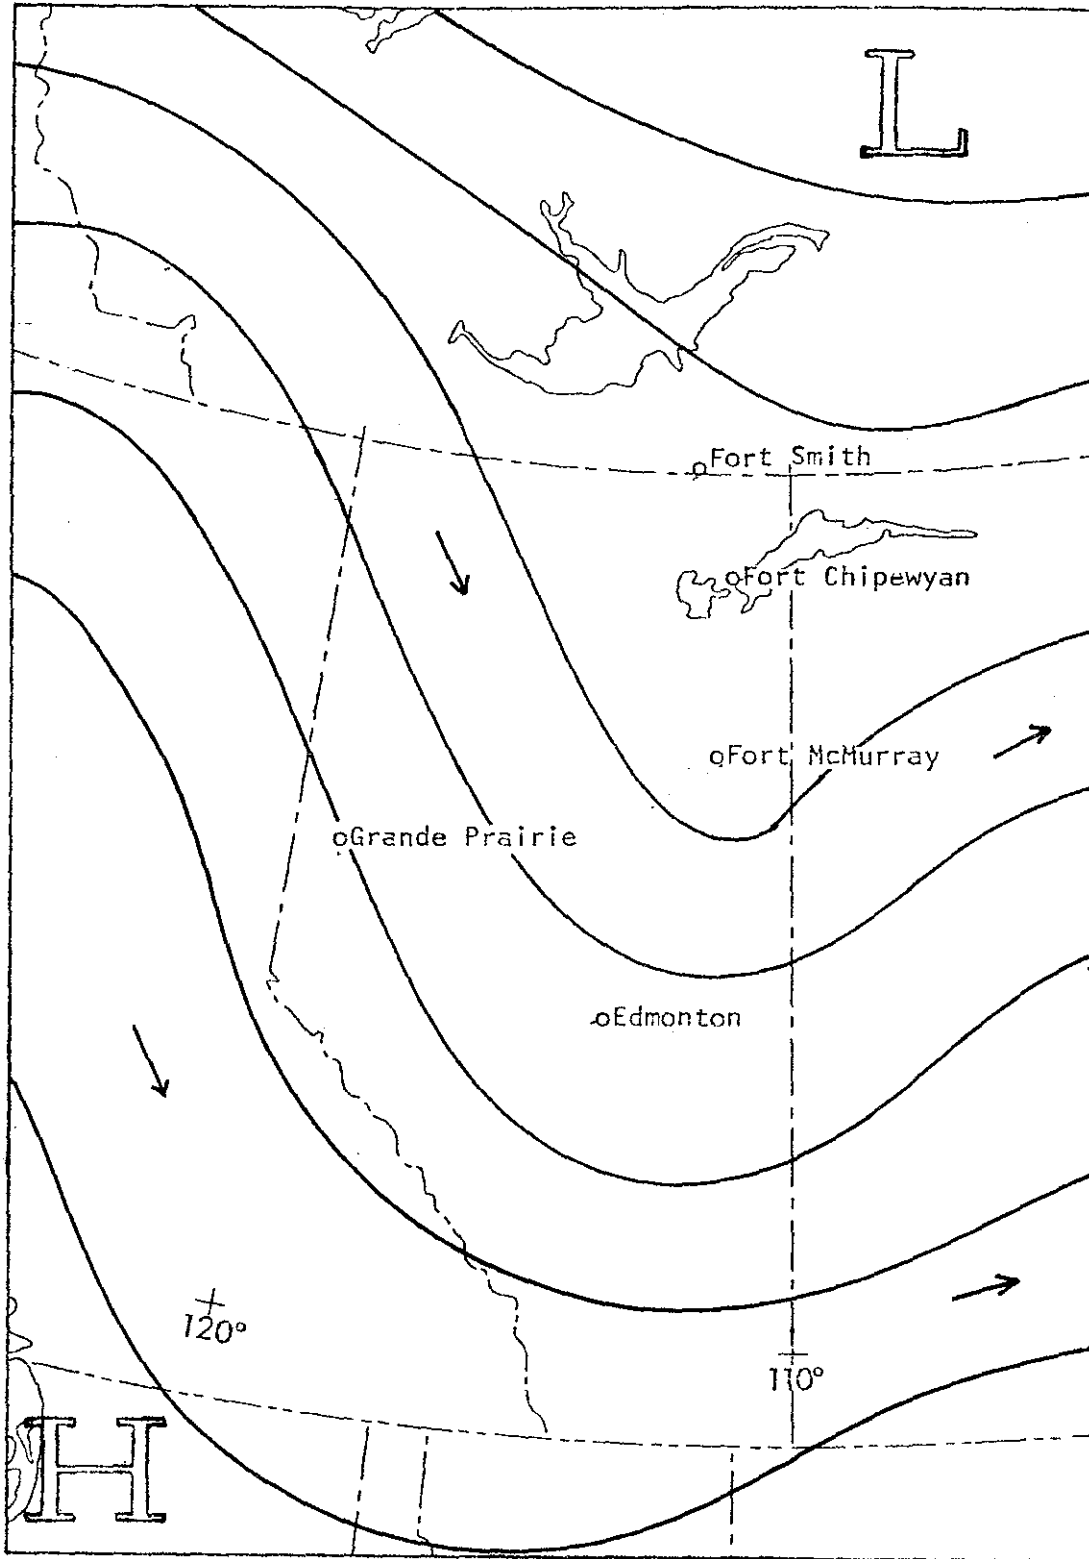 L
Fort Smith
Fort Chipewyan
Fort McMurray
Grande Prairie
Edmonton
120°
110°
H